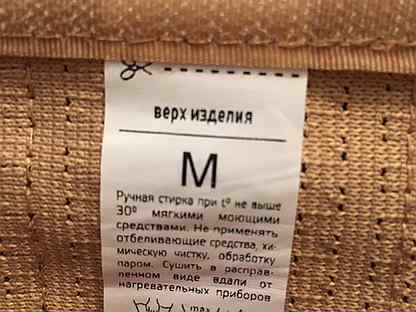 верх изделия
М
Ручная стирка при t° не выше
30° мягкими моющими
средствами. Не применять
отбеливающие средства, хи-
мическую чистку, обработку
паром. Сушить в расправ-
ленном виде вдали от
нагревательных приборов